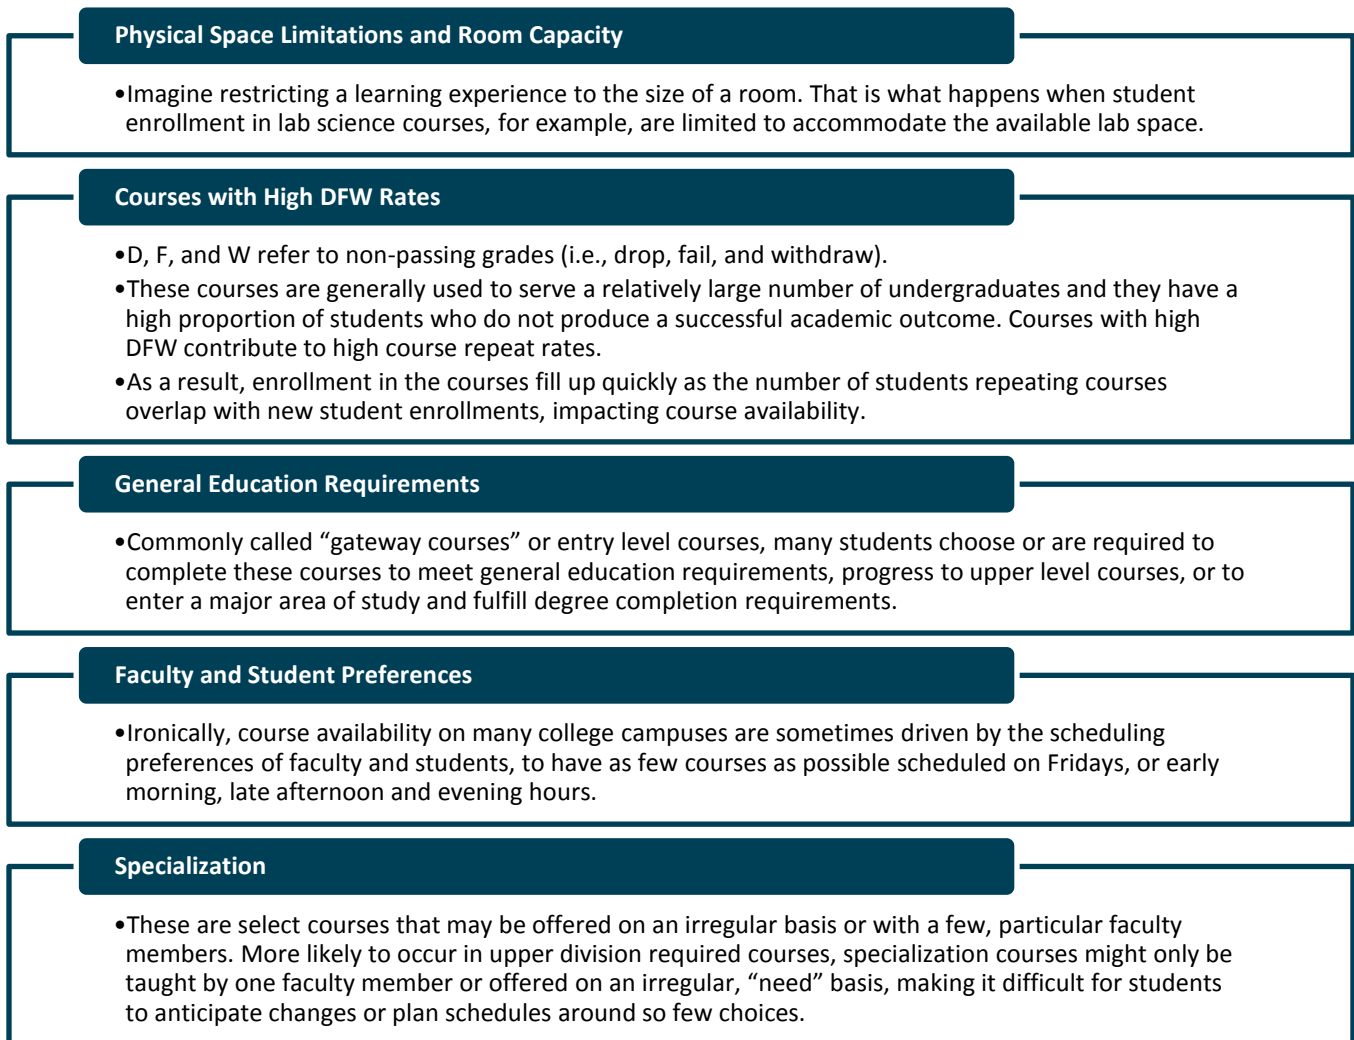 Physical Space Limitations and Room Capacity
•Imagine restricting a learning experience to the size of a room. That is what happens when student
enrollment in lab science courses, for example, are limited to accommodate the available lab space.
Courses with High DFW Rates
•D, F, and W refer to non-passing grades (i.e., drop, fail, and withdraw).
•These courses are generally used to serve a relatively large number of undergraduates and they have a
high proportion of students who do not produce a successful academic outcome. Courses with high
DFW contribute to high course repeat rates.
•As a result, enrollment in the courses fill up quickly as the number of students repeating courses
overlap with new student enrollments, impacting course availability.
General Education Requirements
•Commonly called “gateway courses” or entry level courses, many students choose or are required to
complete these courses to meet general education requirements, progress to upper level courses, or to
enter a major area of study and fulfill degree completion requirements.
Faculty and Student Preferences
•Ironically, course availability on many college campuses are sometimes driven by the scheduling
preferences of faculty and students, to have as few courses as possible scheduled on Fridays, or early
morning, late afternoon and evening hours.
Specialization
•These are select courses that may be offered on an irregular basis or with a few, particular faculty
members. More likely to occur in upper division required courses, specialization courses might only be
taught by one faculty member or offered on an irregular, “need” basis, making it difficult for students
to anticipate changes or plan schedules around so few choices.